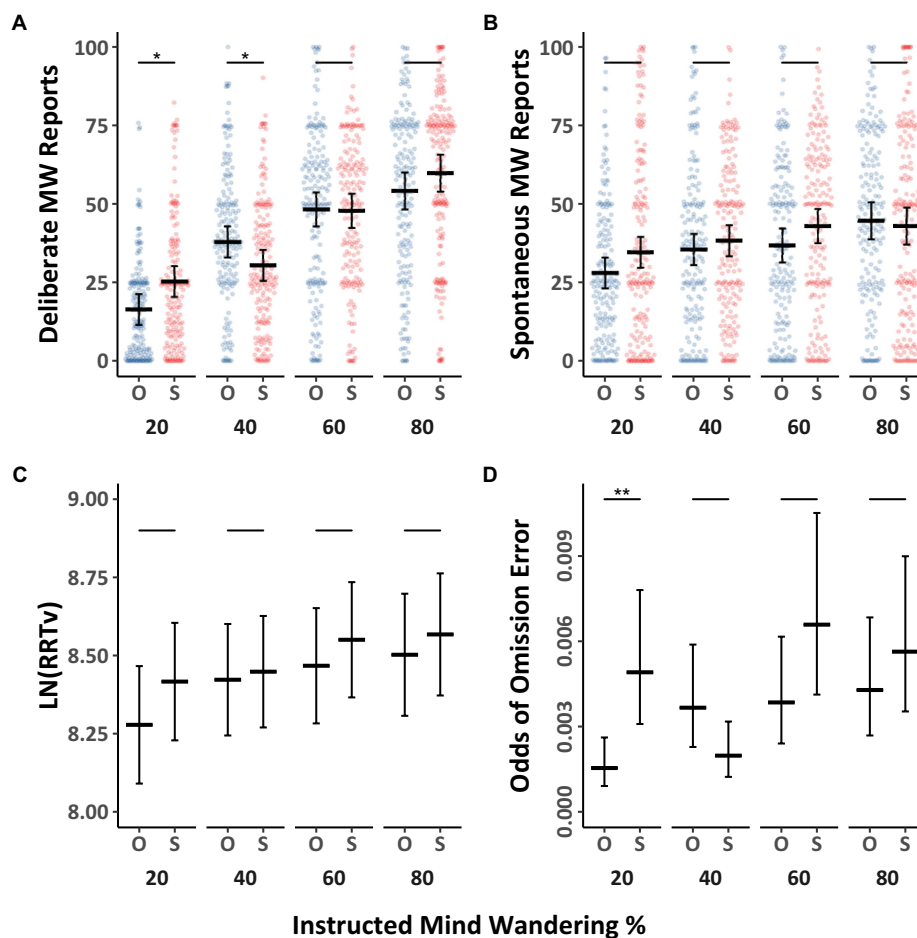 A
Deliberate MW Reports
100
75
50
25
0
* *
O S O S O S O S
20 40 60 80
B
Spontaneous MW Reports
100
75
50
25
0
O S O S O S O S
20 40 60 80
C
LN(RRTv)
9.00
8.75
8.50
8.25
8.00
O S O S O S O S
20 40 60 80
D
Odds of Omission Error
0.009
0.006
0.003
0.000
**
O S O S O S O S
20 40 60 80
Instructed Mind Wandering %